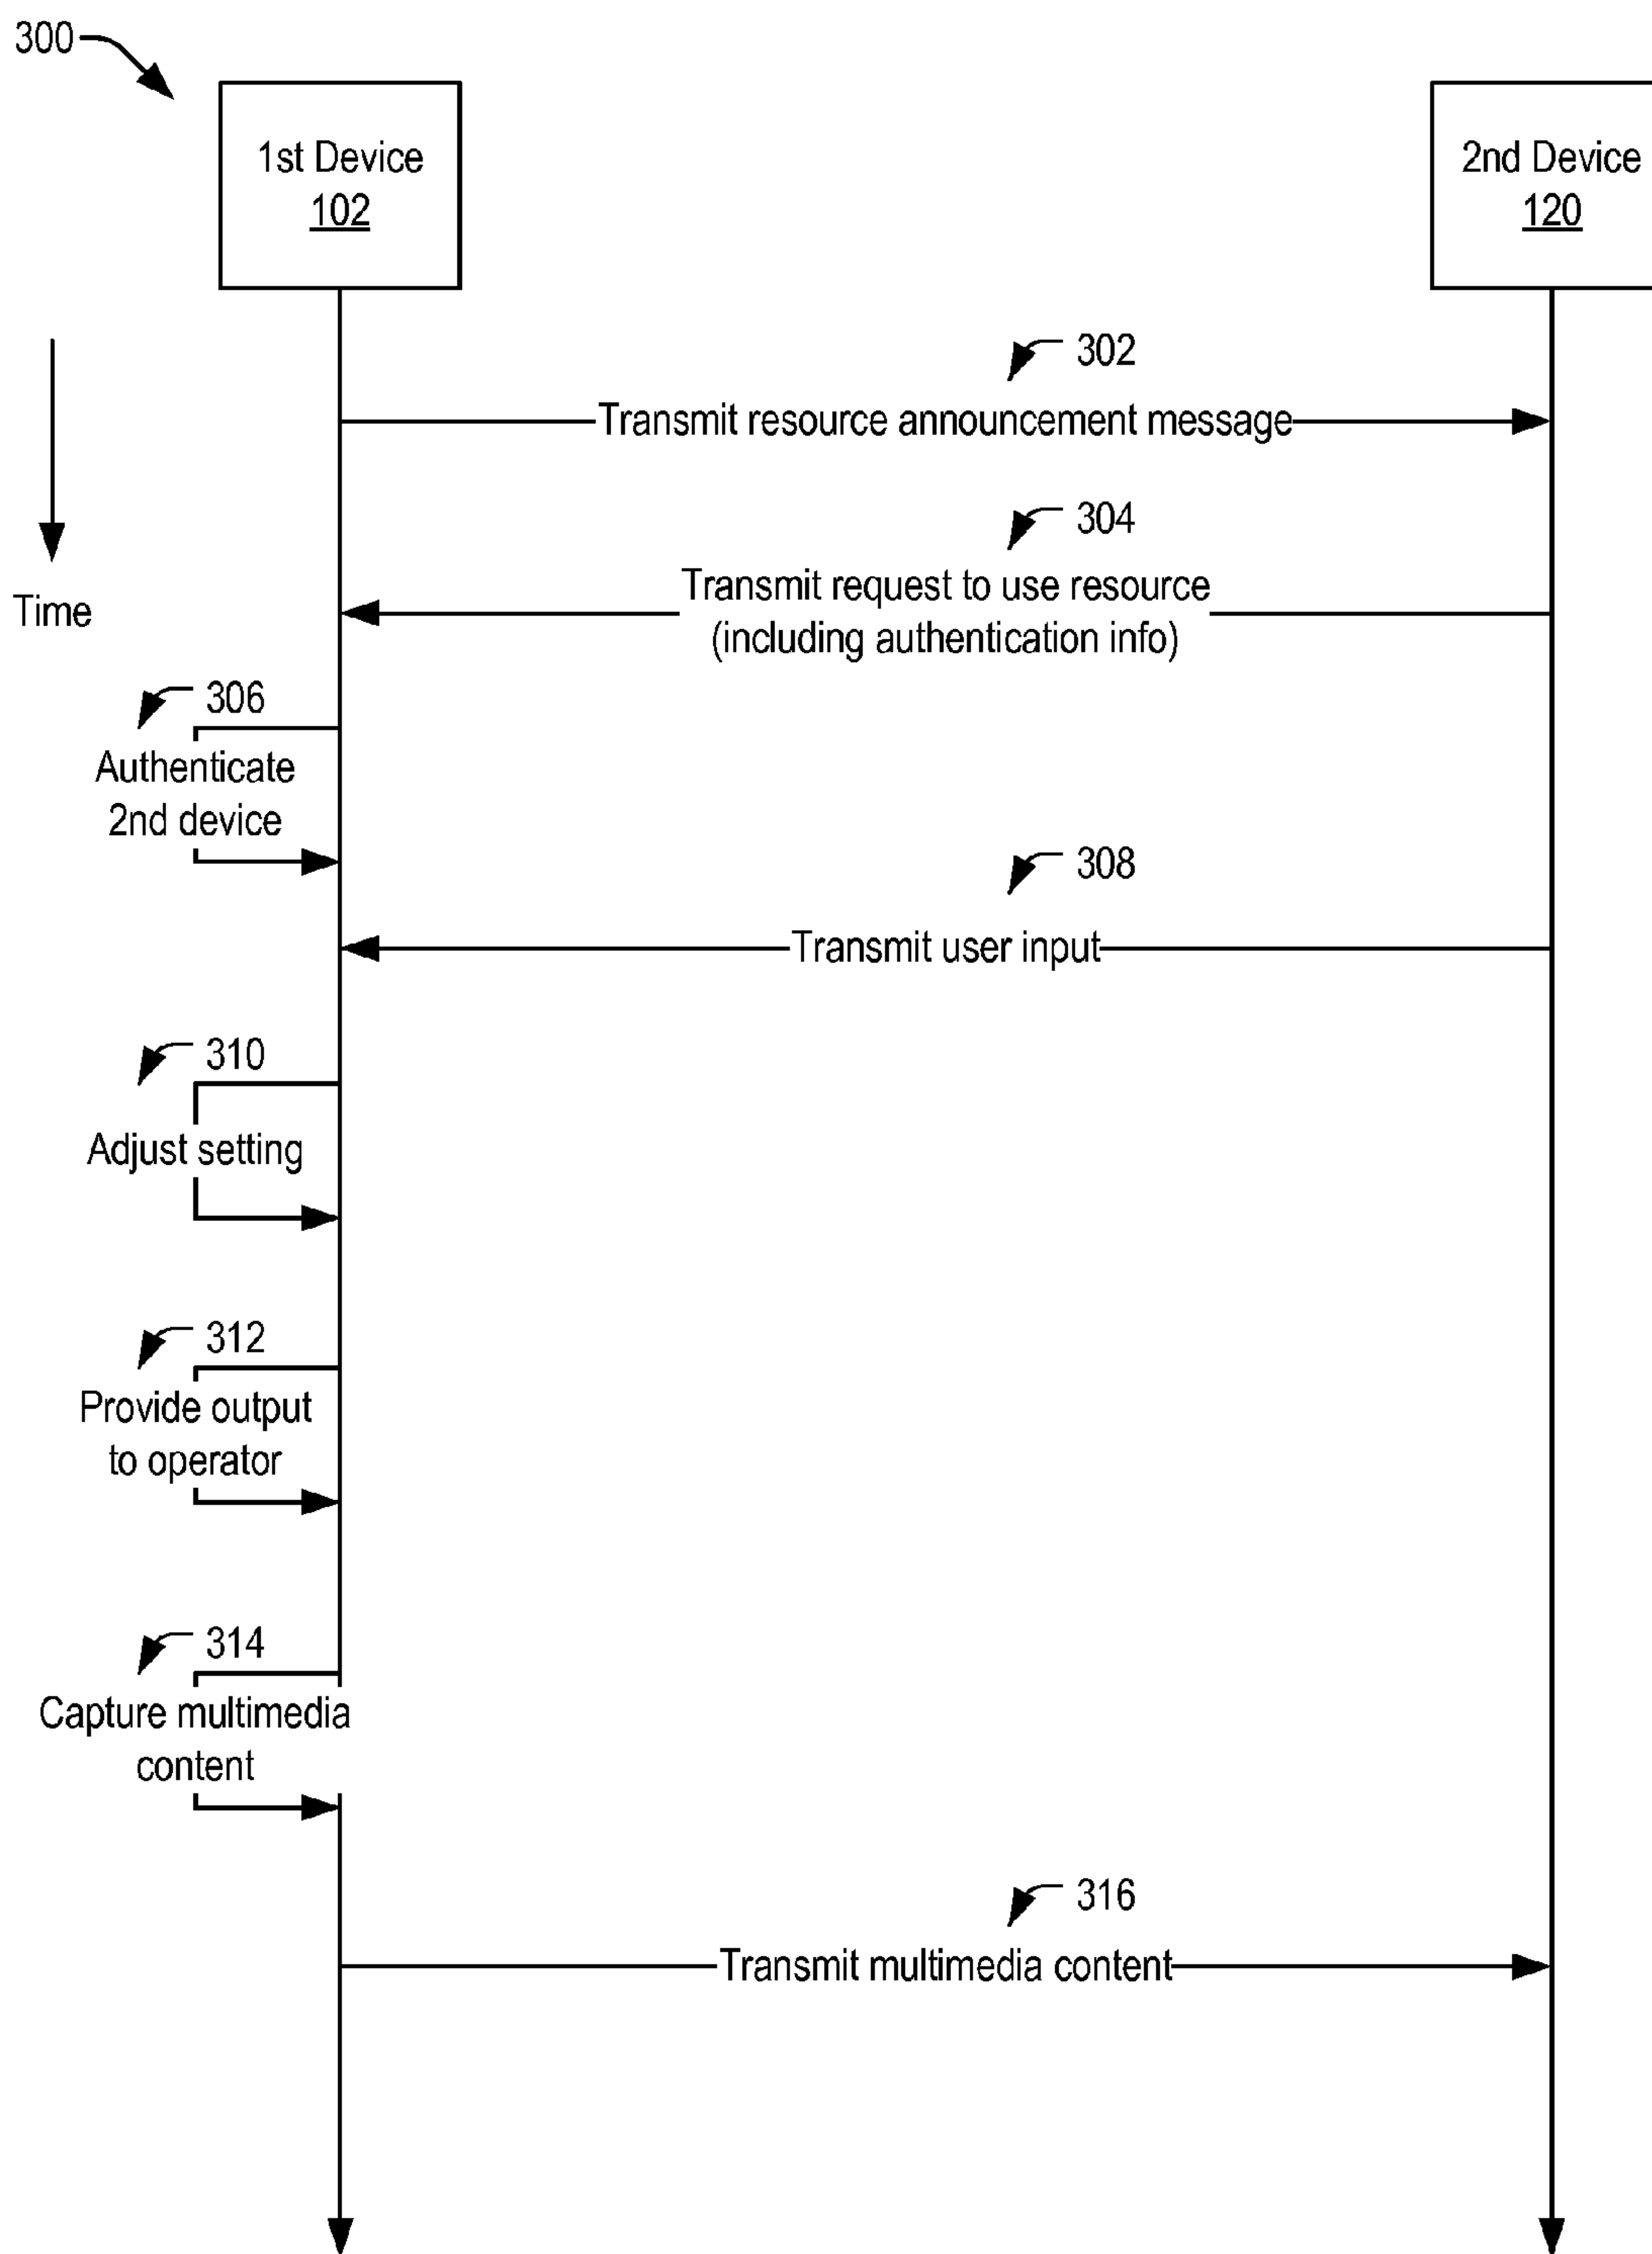 300
1st Device
102
2nd Device
120
302
Transmit resource announcement message
304
Time
Transmit request to use resource
(including authentication info)
306
Authenticate
2nd device
308
Transmit user input
310
Adjust setting
312
Provide output
to operator
314
Capture multimedia
content
316
Transmit multimedia content